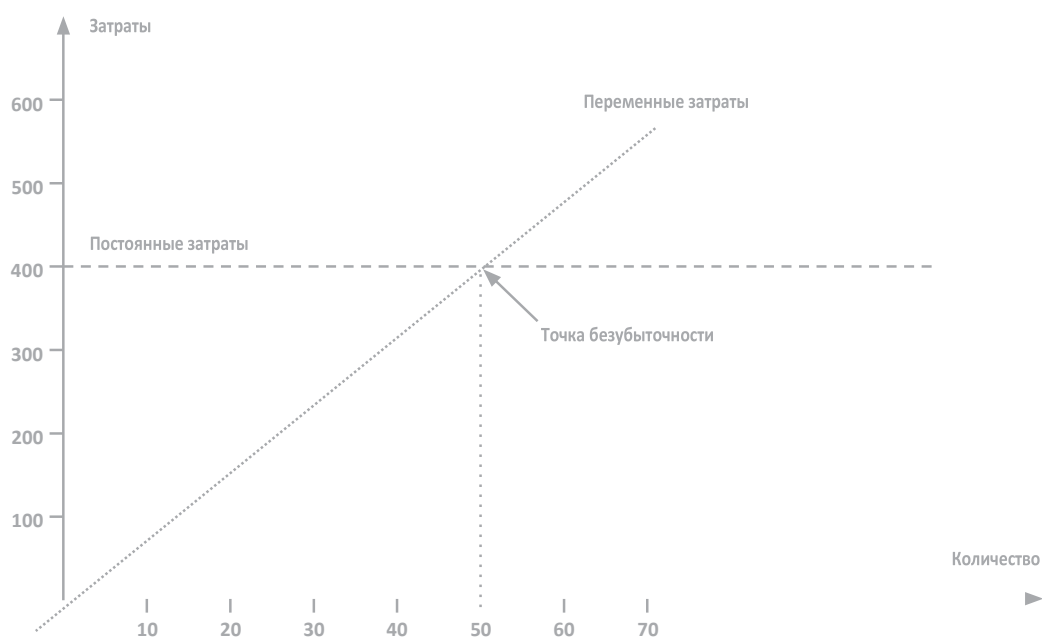 Затраты
600
Переменные затраты
500
Постоянные затраты
400
Точка безубыточности
300
200
100
Количество
10 20 30 40 50 60 70